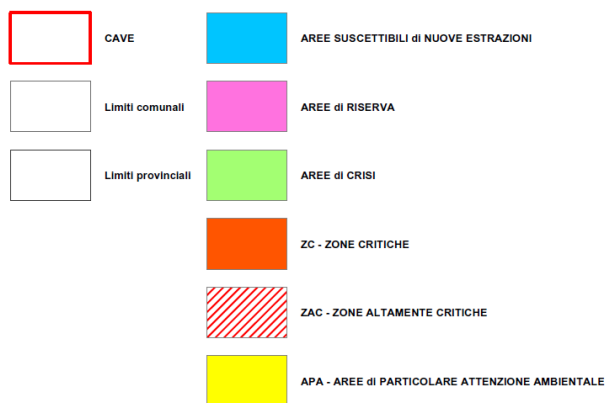 CAVE
Limiti comunali
Limiti provinciali
AREE SUSCETTIBILI di NUOVE ESTRAZIONI
AREE di RISERVA
AREE di CRISI
ZC - ZONE CRITICHE
ZAC - ZONE ALTAMENTE CRITICHE
APA - AREE di PARTICOLARE ATTENZIONE AMBIENTALE